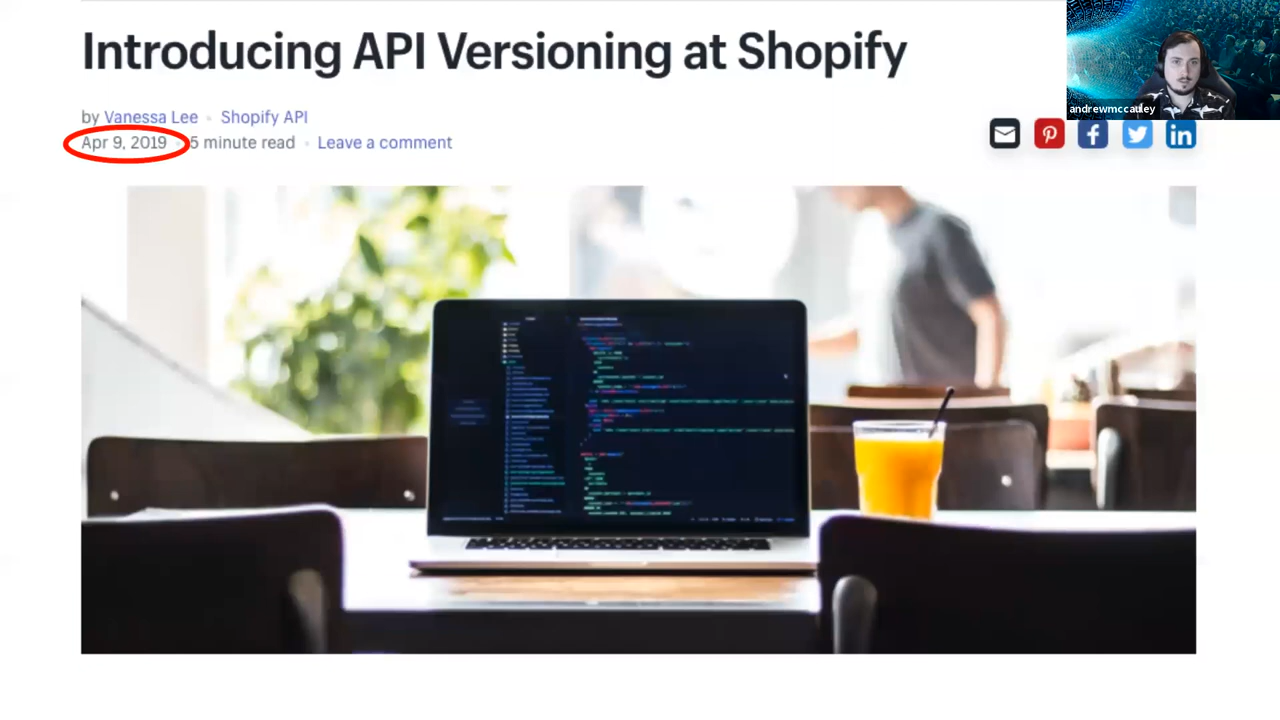 Introducing API Versioning at Shopify
andrewmccauley
by Vanessa Lee • Shopify API
Apr 9, 2019 • 5 minute read • Leave a comment